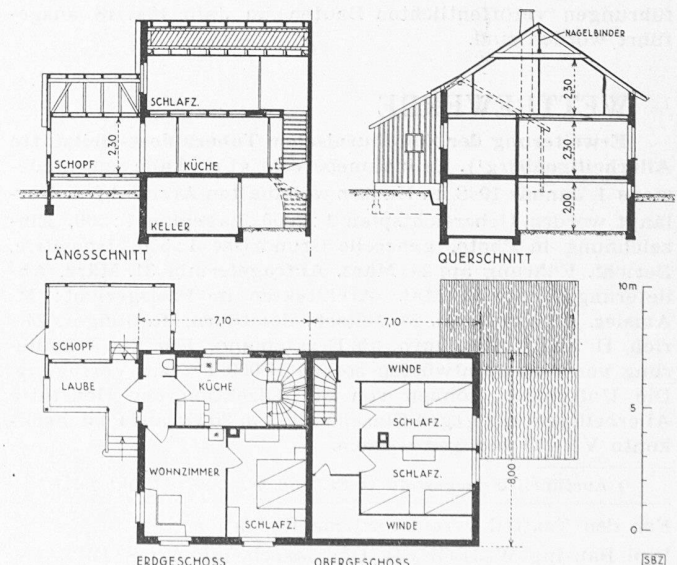 NAGELBINDER
2,30
SCHLAFZ.
2,30
2,30
SCHOPF
KÜCHE
2,00
KELLER
LÄNGSSCHNITT
QUERSCHNITT
10 m
7,10
7,10
SCHOPF
WINDE
LAUBE
KÜCHE
5
SCHLAFZ.
8,00
WOHNZIMMER
SCHLAFZ.
SCHLAFZ.
WINDE
0
ERDGESCHOSS
OBERGESCHOSS
SBZ